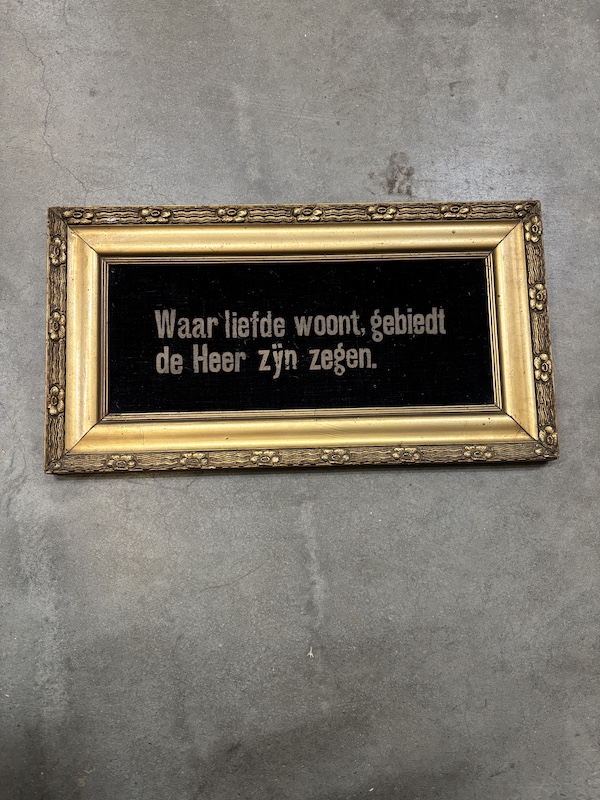 Waar liefde woont, gebiedt
de Heer zÿn zegen.